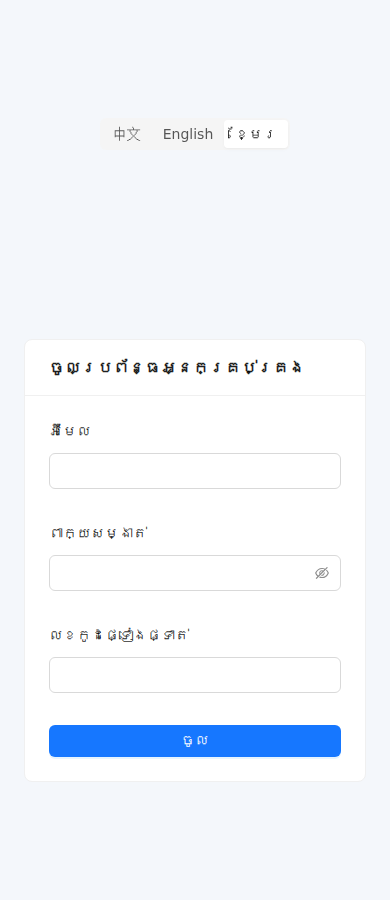 中文 English ខ្មែរ
ចូលប្រព័ន្ធអ្នកគ្រប់គ្រង
អ៊ីមែល
ពាក្យសម្ងាត់
លេខកូដផ្ទៀងផ្ទាត់
ចូល